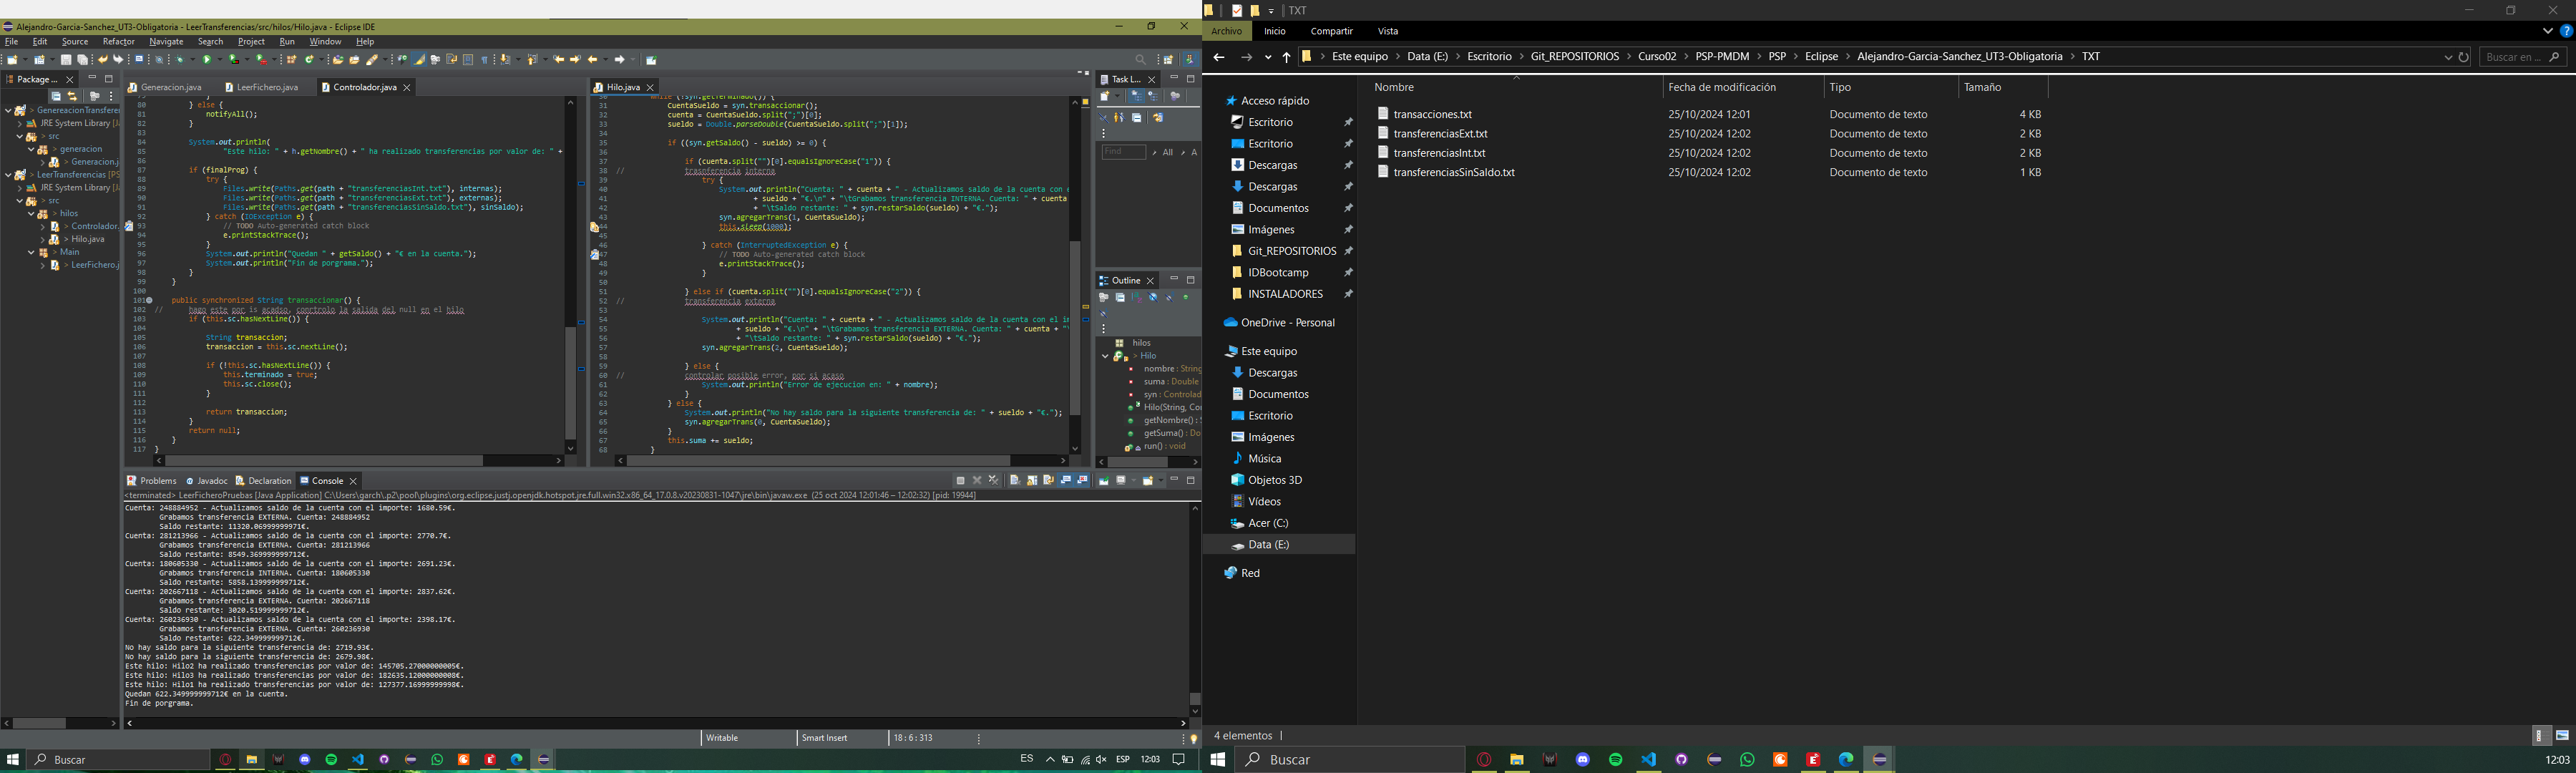 Alejandro-Garcia-Sanchez_UT3-Obligatoria - LeerTransferencias/src/hilos/Hilo.java - Eclipse IDE
File Edit Source Refactor Navigate Search Project Run Window Help
Package ...
> GenereacionTransfere
JRE System Library [Ja
> src
> generacion
> Generacion.j
> LeerTransferencias [PS
JRE System Library [Ja
> src
> hilos
> Controlador.
> Hilo.java
> Main
> LeerFichero.j
Generacion.java LeerFichero.java Controlador.java
80 } else {
81 notifyAll();
82 }
83
84 System.out.println(
85 "Este hilo: " + h.getNombre() + " ha realizado transferencias por valor de: " +
86
87 if (finalProg) {
88 try {
89 Files.write(Paths.get(path + "transferenciasInt.txt"), internas);
90 Files.write(Paths.get(path + "transferenciasExt.txt"), externas);
91 Files.write(Paths.get(path + "transferenciasSinSaldo.txt"), sinSaldo);
92 } catch (IOException e) {
93 // TODO Auto-generated catch block
94 e.printStackTrace();
95 }
96 System.out.println("Quedan " + getSaldo() + "€ en la cuenta.");
97 System.out.println("Fin de porgrama.");
98 }
99 }
100
101 public synchronized String transaccionar() {
102 // hago este por is acadso, conrtrolo la salida del null en el hilo
103 if (this.sc.hasNextLine()) {
104
105 String transaccion;
106 transaccion = this.sc.nextLine();
107
108 if (!this.sc.hasNextLine()) {
109 this.terminado = true;
110 this.sc.close();
111 }
112
113 return transaccion;
114 }
115 return null;
116 }
117 }
Hilo.java
30 while (!syn.getTerminado()) {
31 CuentaSueldo = syn.transaccionar();
32 cuenta = CuentaSueldo.split(";")[0];
33 sueldo = Double.parseDouble(CuentaSueldo.split(";")[1]);
34
35 if ((syn.getSaldo() - sueldo) >= 0) {
36
37 if (cuenta.split("")[0].equalsIgnoreCase("1")) {
38 // trasnferencia interna
39 try {
40 System.out.println("Cuenta: " + cuenta + " - Actualizamos saldo de la cuenta con e
41 + sueldo + "€.\n" + "\tGrabamos transferencia INTERNA. Cuenta: " + cuenta
42 + "\tSaldo restante: " + syn.restarSaldo(sueldo) + "€.");
43 syn.agregarTrans(1, CuentaSueldo);
44 this.sleep(1000);
45
46 } catch (InterruptedException e) {
47 // TODO Auto-generated catch block
48 e.printStackTrace();
49 }
50
51 } else if (cuenta.split("")[0].equalsIgnoreCase("2")) {
52 // transferencia externa
53
54 System.out.println("Cuenta: " + cuenta + " - Actualizamos saldo de la cuenta con el im
55 + sueldo + "€.\n" + "\tGrabamos transferencia EXTERNA. Cuenta: " + cuenta + "\
56 + "\tSaldo restante: " + syn.restarSaldo(sueldo) + "€.");
57 syn.agregarTrans(2, CuentaSueldo);
58
59 } else {
60 // controlar posible error, por si acaso
61 System.out.println("Error de ejecucion en: " + nombre);
62 }
63 } else {
64 System.out.println("No hay saldo para la siguiente transferencia de: " + sueldo + "€.");
65 syn.agregarTrans(0, CuentaSueldo);
66 }
67 this.suma += sueldo;
68 }
Task L...
Find All A
Outline
hilos
> Hilo
nombre : String
suma : Double
syn : Controlad
Hilo(String, Cor
getNombre() : S
getSuma() : Do
run() : void
Problems Javadoc Declaration Console
<terminated> LeerFicheroPruebas [Java Application] C:\Users\garch\.p2\pool\plugins\org.eclipse.justj.openjdk.hotspot.jre.full.win32.x86_64_17.0.8.v20230831-1047\jre\bin\javaw.exe (25 oct 2024 12:01:46 – 12:02:32) [pid: 19944]
Cuenta: 248884952 - Actualizamos saldo de la cuenta con el importe: 1680.59€.
Grabamos transferencia EXTERNA. Cuenta: 248884952
Saldo restante: 11320.06999999971€.
Cuenta: 281213966 - Actualizamos saldo de la cuenta con el importe: 2770.7€.
Grabamos transferencia EXTERNA. Cuenta: 281213966
Saldo restante: 8549.369999999712€.
Cuenta: 180605330 - Actualizamos saldo de la cuenta con el importe: 2691.23€.
Grabamos transferencia INTERNA. Cuenta: 180605330
Saldo restante: 5858.139999999712€.
Cuenta: 202667118 - Actualizamos saldo de la cuenta con el importe: 2837.62€.
Grabamos transferencia EXTERNA. Cuenta: 202667118
Saldo restante: 3020.519999999712€.
Cuenta: 260236930 - Actualizamos saldo de la cuenta con el importe: 2398.17€.
Grabamos transferencia EXTERNA. Cuenta: 260236930
Saldo restante: 622.349999999712€.
No hay saldo para la siguiente transferencia de: 2719.93€.
No hay saldo para la siguiente transferencia de: 2679.98€.
Este hilo: Hilo2 ha realizado transferencias por valor de: 145705.27000000005€.
Este hilo: Hilo3 ha realizado transferencias por valor de: 182635.12000000008€.
Este hilo: Hilo1 ha realizado transferencias por valor de: 127377.16999999998€.
Quedan 622.349999999712€ en la cuenta.
Fin de porgrama.
Writable Smart Insert 18 : 6 : 313
Buscar ES ESP 12:03
TXT
Archivo Inicio Compartir Vista
Este equipo > Data (E:) > Escritorio > Git_REPOSITORIOS > Curso02 > PSP-PMDM > PSP > Eclipse > Alejandro-Garcia-Sanchez_UT3-Obligatoria > TXT
Buscar en ...
Acceso rápido
Escritorio
Escritorio
Descargas
Descargas
Documentos
Imágenes
Git_REPOSITORIOS
IDBootcamp
INSTALADORES
OneDrive - Personal
Este equipo
Descargas
Documentos
Escritorio
Imágenes
Música
Objetos 3D
Vídeos
Acer (C:)
Data (E:)
Red
Nombre Fecha de modificación Tipo Tamaño
transacciones.txt 25/10/2024 12:01 Documento de texto 4 KB
transferenciasExt.txt 25/10/2024 12:02 Documento de texto 2 KB
transferenciasInt.txt 25/10/2024 12:02 Documento de texto 2 KB
transferenciasSinSaldo.txt 25/10/2024 12:02 Documento de texto 1 KB
4 elementos
Buscar
12:03